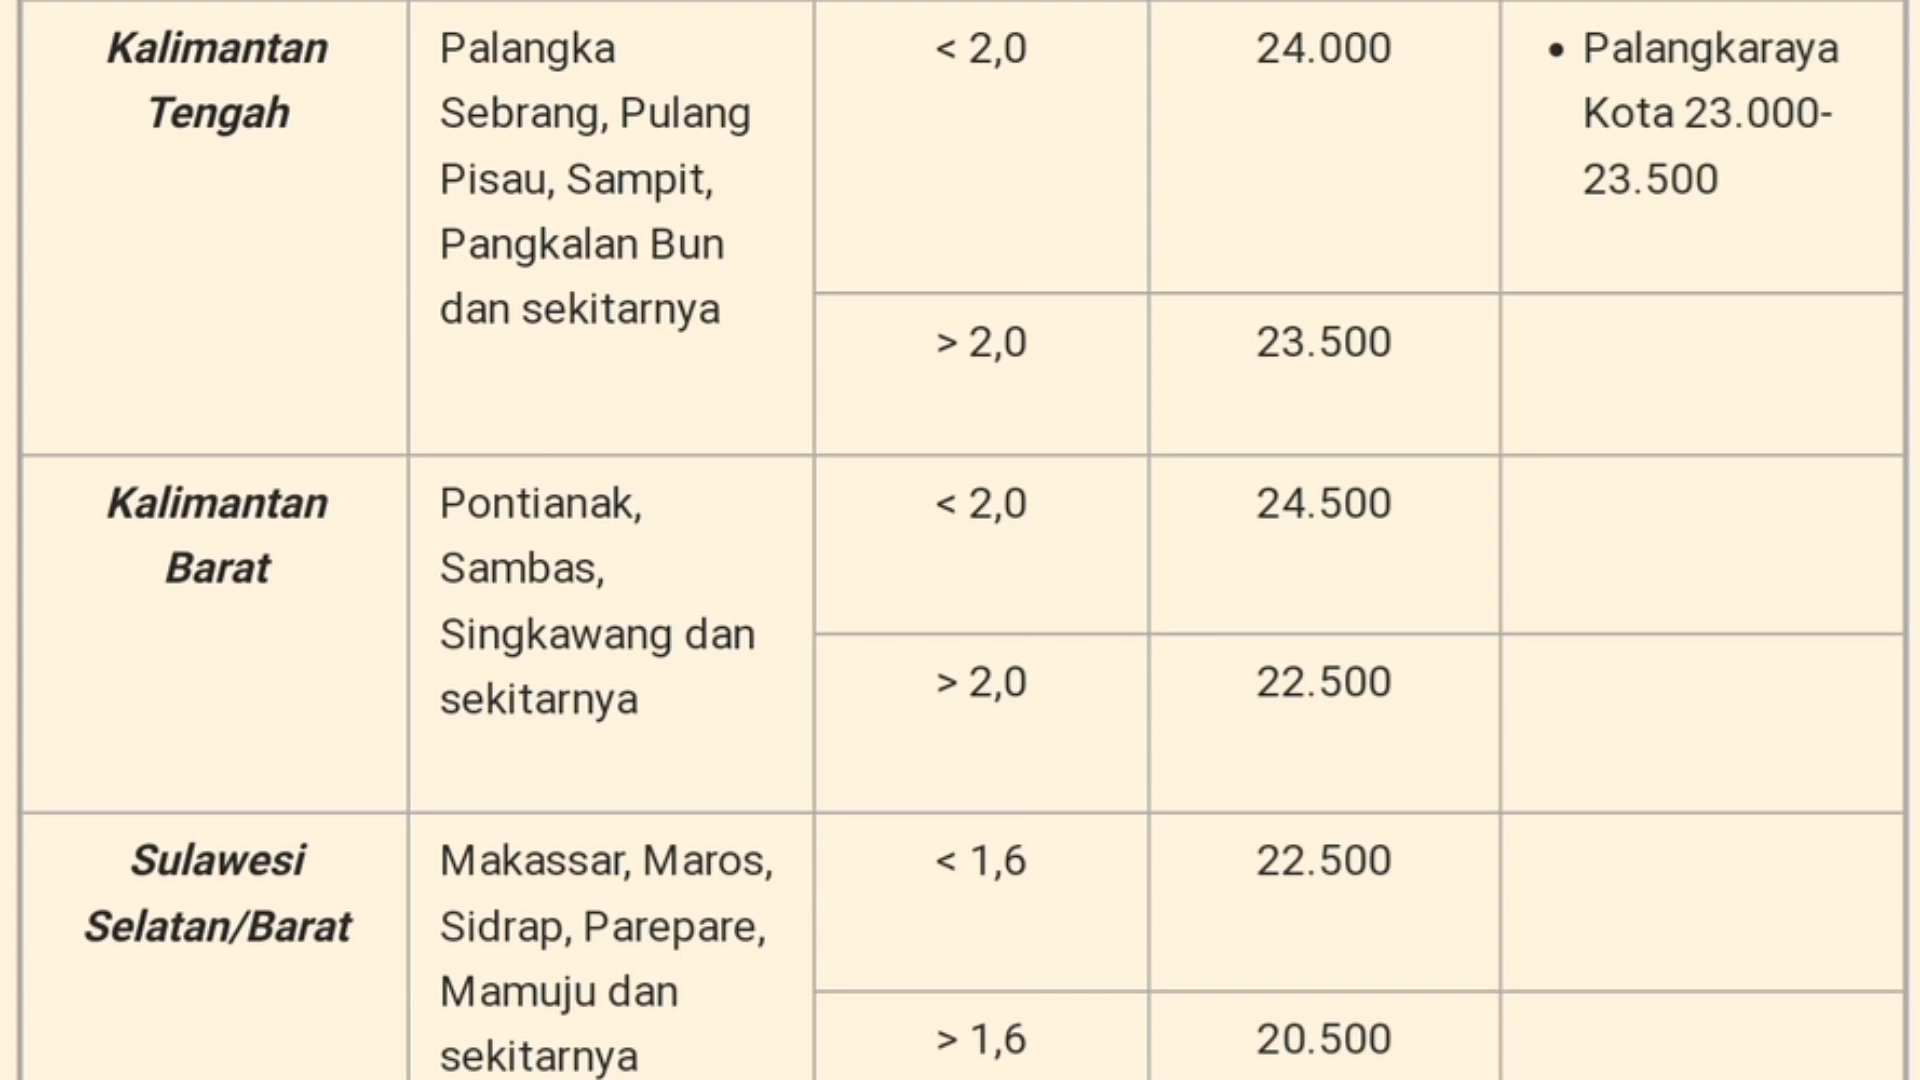 Kalimantan
Tengah
Palangka
Sebrang, Pulang
Pisau, Sampit,
Pangkalan Bun
dan sekitarnya
< 2,0
24.000
• Palangkaraya
Kota 23.000-
23.500
> 2,0
23.500
Kalimantan
Barat
Pontianak,
Sambas,
Singkawang dan
sekitarnya
< 2,0
24.500
> 2,0
22.500
Sulawesi
Selatan/Barat
Makassar, Maros,
Sidrap, Parepare,
Mamuju dan
sekitarnya
< 1,6
22.500
> 1,6
20.500